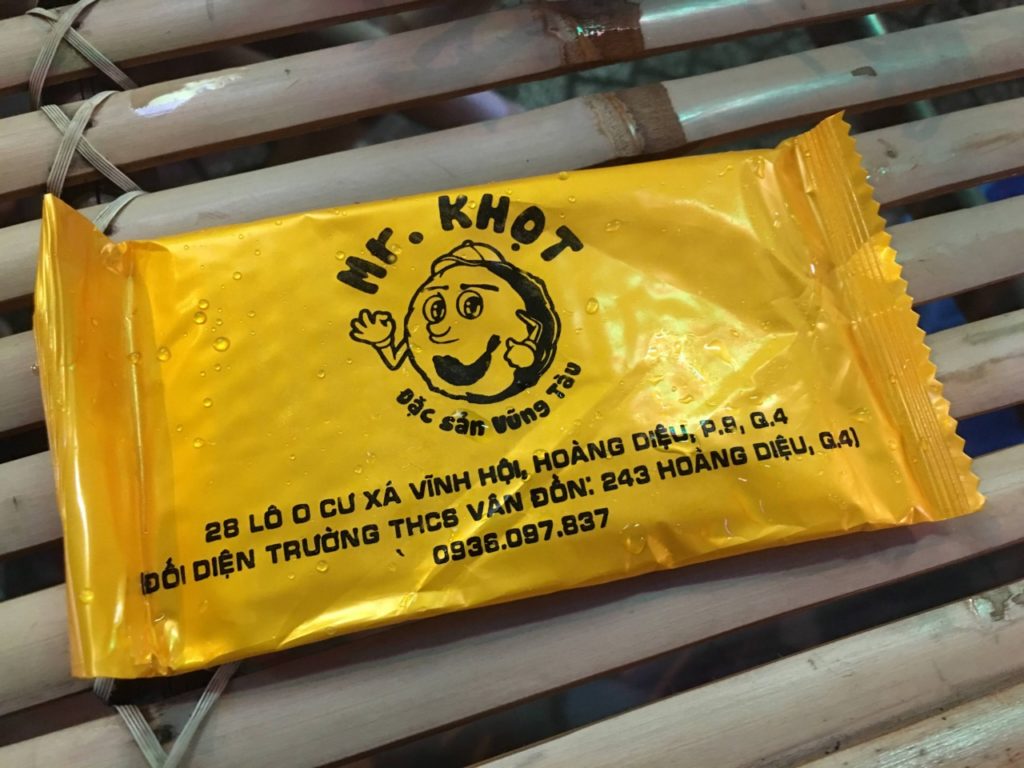 Mr. KHỌT
Đặc sản Vũng Tàu
28 LÔ O CƯ XÁ VĨNH HỘI, HOÀNG DIỆU, P.9, Q.4
(ĐỐI DIỆN TRƯỜNG THCS VÂN ĐỒN: 243 HOÀNG DIỆU, Q.4)
0936.097.837